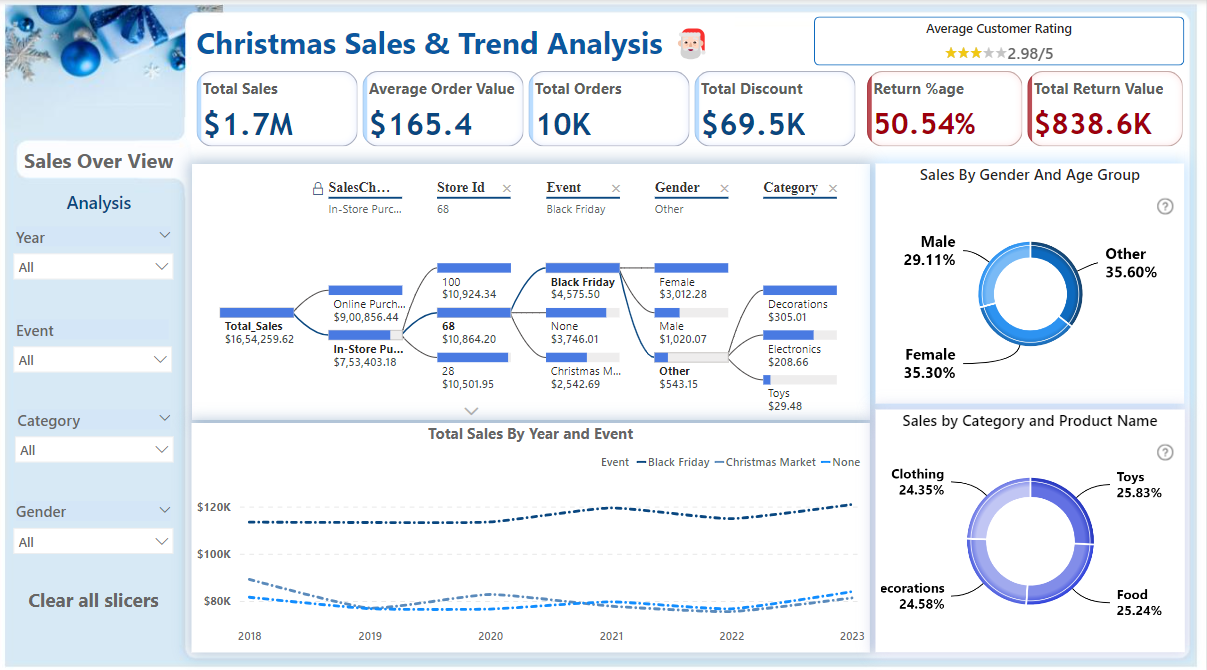 Christmas Sales & Trend Analysis
Average Customer Rating
★★★☆☆2.98/5
Total Sales
$1.7M
Average Order Value
$165.4
Total Orders
10K
Total Discount
$69.5K
Return %age
50.54%
Total Return Value
$838.6K
Sales Over View
Analysis
Year
All
Event
All
Category
All
Gender
All
Clear all slicers
SalesCh...
In-Store Purc...
Store Id
68
Event
Black Friday
Gender
Other
Category
Total_Sales
$16,54,259.62
Online Purch...
$9,00,856.44
In-Store Pu...
$7,53,403.18
100
$10,924.34
68
$10,864.20
28
$10,501.95
Black Friday
$4,575.50
None
$3,746.01
Christmas M...
$2,542.69
Female
$3,012.28
Male
$1,020.07
Other
$543.15
Decorations
$305.01
Electronics
$208.66
Toys
$29.48
Total Sales By Year and Event
Event Black Friday Christmas Market None
$120K
$100K
$80K
2018 2019 2020 2021 2022 2023
Sales By Gender And Age Group
?
Male
29.11%
Other
35.60%
Female
35.30%
Sales by Category and Product Name
?
Clothing
24.35%
Toys
25.83%
ecorations
24.58%
Food
25.24%